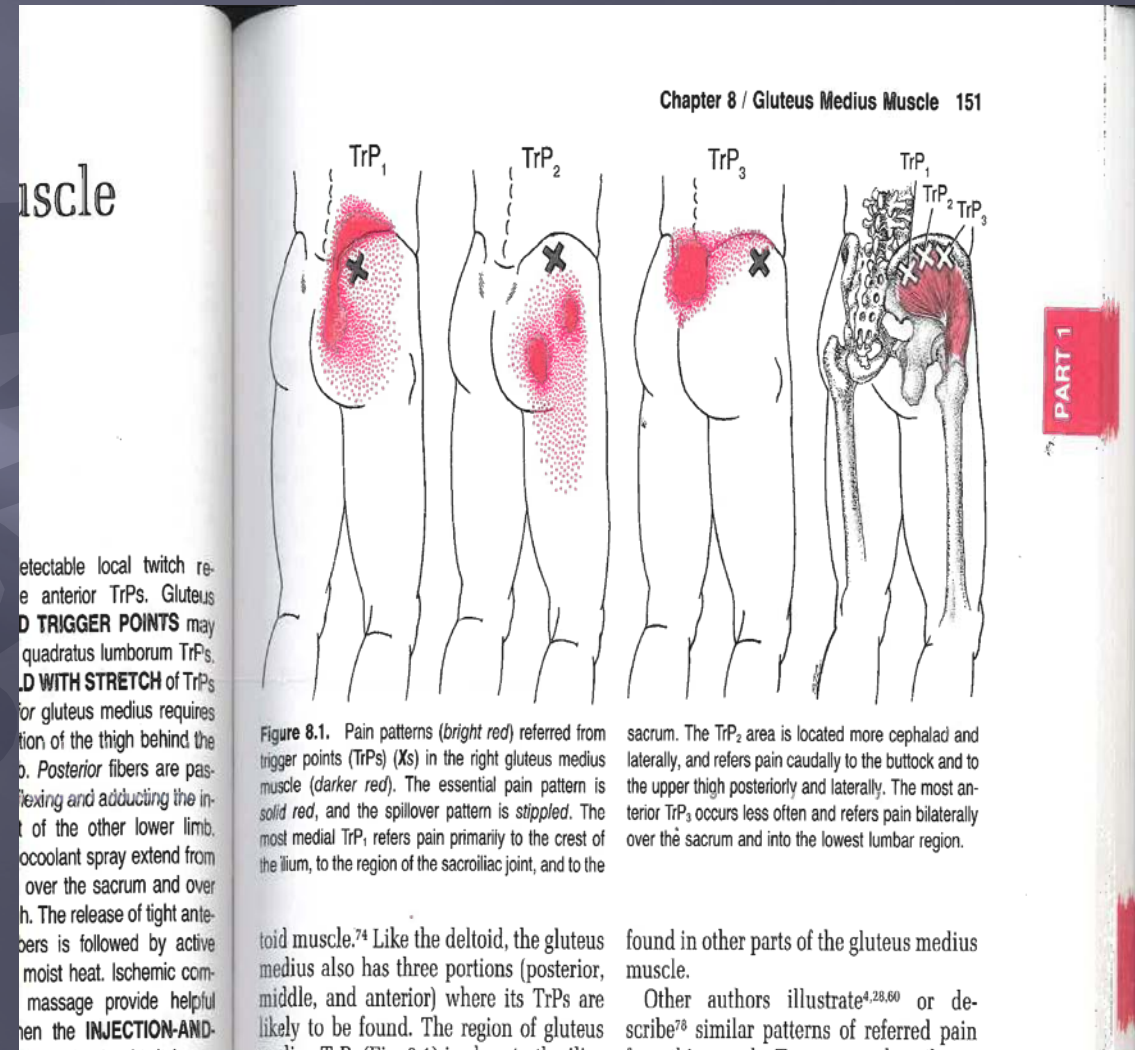 Chapter 8 / Gluteus Medius Muscle 151
TrP1
TrP2
TrP3
TrP1
TrP2
TrP3
PART 1
uscle
etectable local twitch re-
e anterior TrPs. Gluteus
D TRIGGER POINTS may
quadratus lumborum TrPs.
LD WITH STRETCH of TrPs
or gluteus medius requires
tion of the thigh behind the
Posterior fibers are pas-
flexing and adducting the in-
t of the other lower limb.
ocoolant spray extend from
over the sacrum and over
h. The release of tight ante-
bers is followed by active
moist heat. Ischemic com-
massage provide helpful
hen the INJECTION-AND-
Figure 8.1. Pain patterns (bright red) referred from
trigger points (TrPs) (Xs) in the right gluteus medius
muscle (darker red). The essential pain pattern is
solid red, and the spillover pattern is stippled. The
most medial TrP1 refers pain primarily to the crest of
the ilium, to the region of the sacroiliac joint, and to the
sacrum. The TrP2 area is located more cephalad and
laterally, and refers pain caudally to the buttock and to
the upper thigh posteriorly and laterally. The most an-
terior TrP3 occurs less often and refers pain bilaterally
over the sacrum and into the lowest lumbar region.
toid muscle.74 Like the deltoid, the gluteus
medius also has three portions (posterior,
middle, and anterior) where its TrPs are
likely to be found. The region of gluteus
found in other parts of the gluteus medius
muscle.
Other authors illustrate4,28,60 or de-
scribe78 similar patterns of referred pain